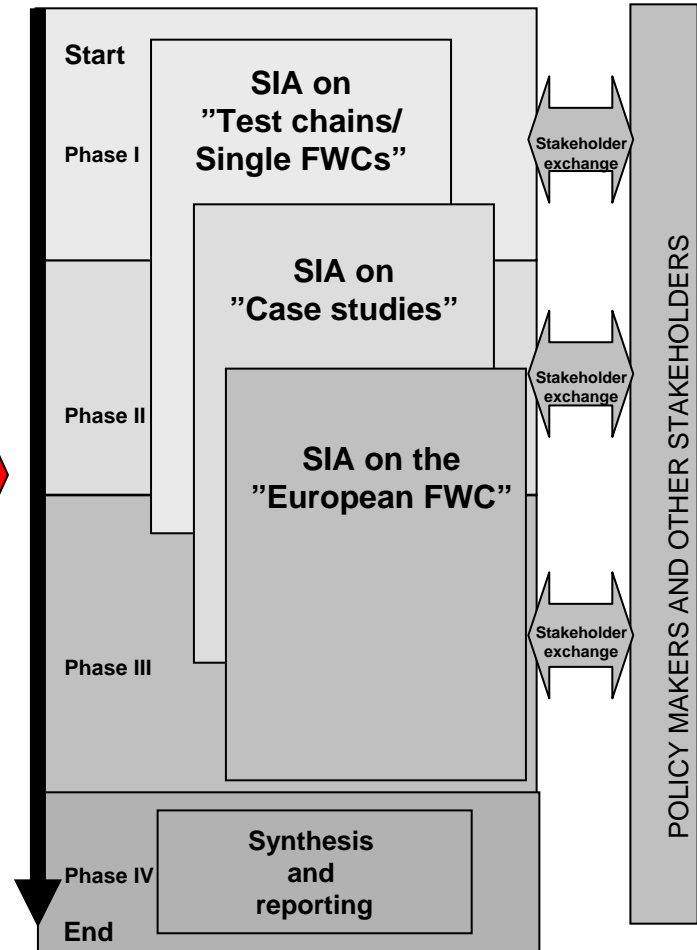 Start
SIA on
”Test chains/
Single FWCs”
Phase I
Stakeholder
exchange
SIA on
”Case studies”
Phase II
Stakeholder
exchange
SIA on the
”European FWC”
Phase III
Stakeholder
exchange
Synthesis
and
reporting
Phase IV
End
POLICY MAKERS AND OTHER STAKEHOLDERS